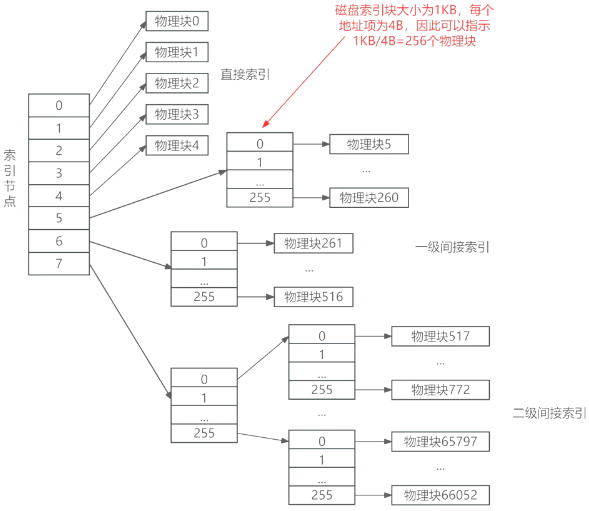 磁盘索引块大小为1KB，每个
地址项为4B，因此可以指示
1KB/4B=256个物理块
物理块0
物理块1
物理块2
物理块3
物理块4
直接索引
索
引
节
点
0
1
2
3
4
5
6
7
0
1
...
255
物理块5
...
物理块260
0
1
...
255
物理块261
...
物理块516
一级间接索引
0
1
...
255
0
1
...
255
物理块517
...
物理块772
...
0
1
...
255
物理块65797
...
物理块66052
二级间接索引